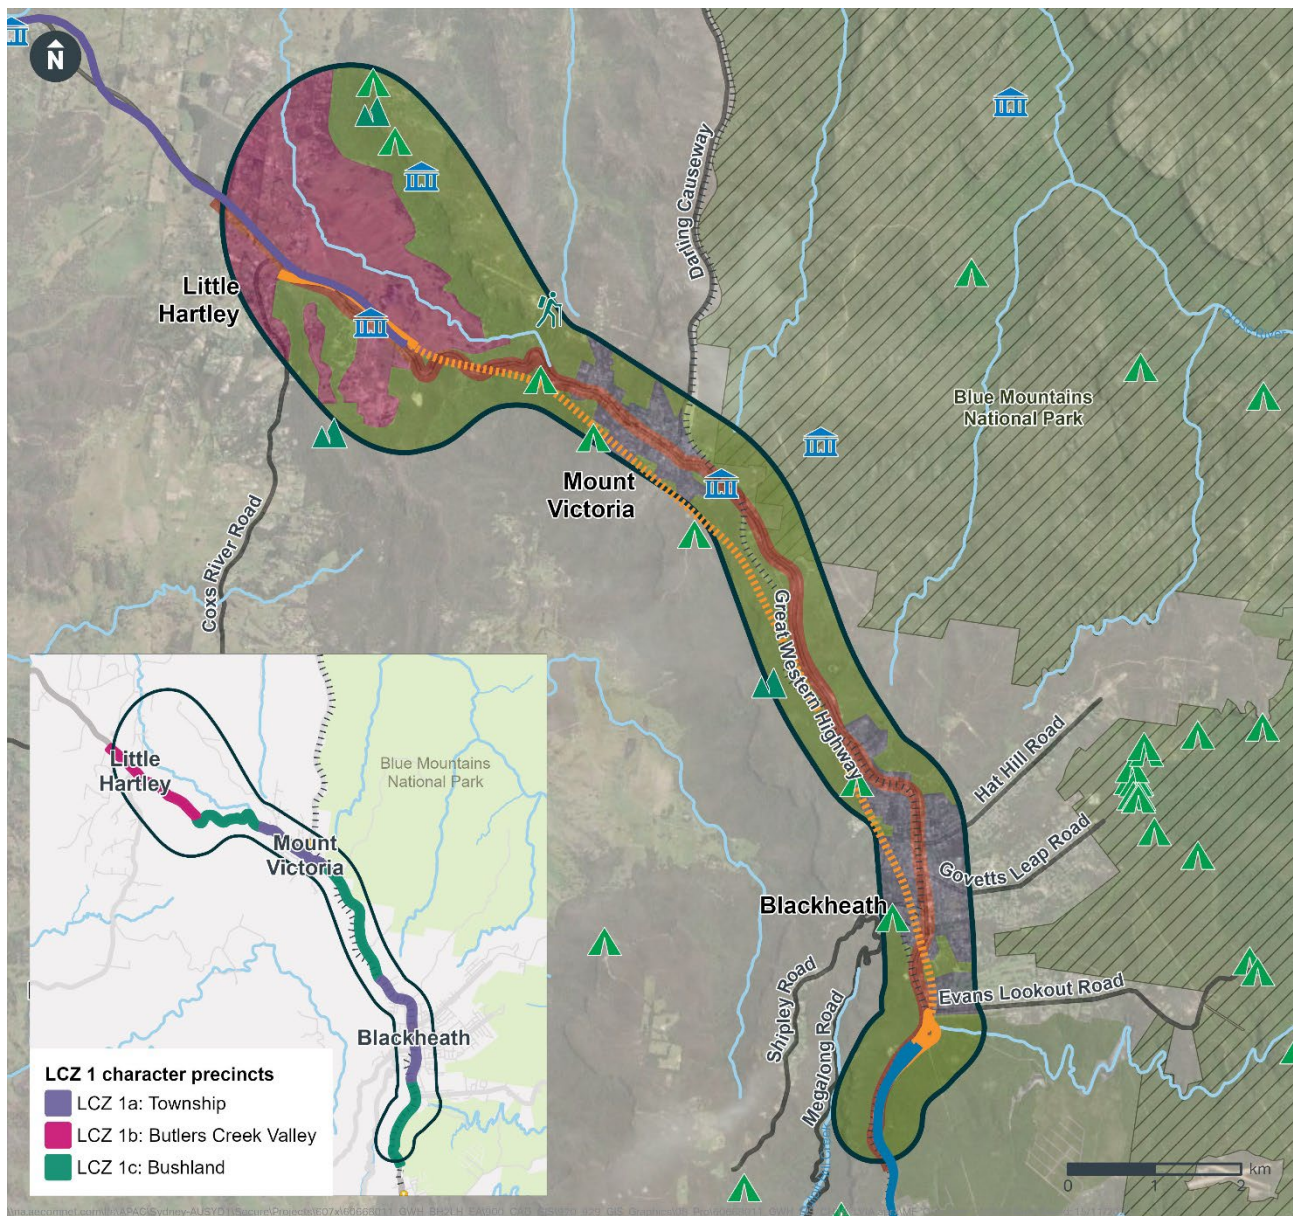 N
Darling Causeway
Little
Hartley
Blue Mountains
National Park
Mount
Victoria
Coxs River Road
Great Western Highway
Hat Hill Road
Govetts Leap Road
Blackheath
Evans Lookout Road
Shipley Road
Megalong Road
km
0
1
2
Little
Hartley
Blue Mountains
National Park
Mount
Victoria
Blackheath
LCZ 1 character precincts
LCZ 1a: Township
LCZ 1b: Butlers Creek Valley
LCZ 1c: Bushland